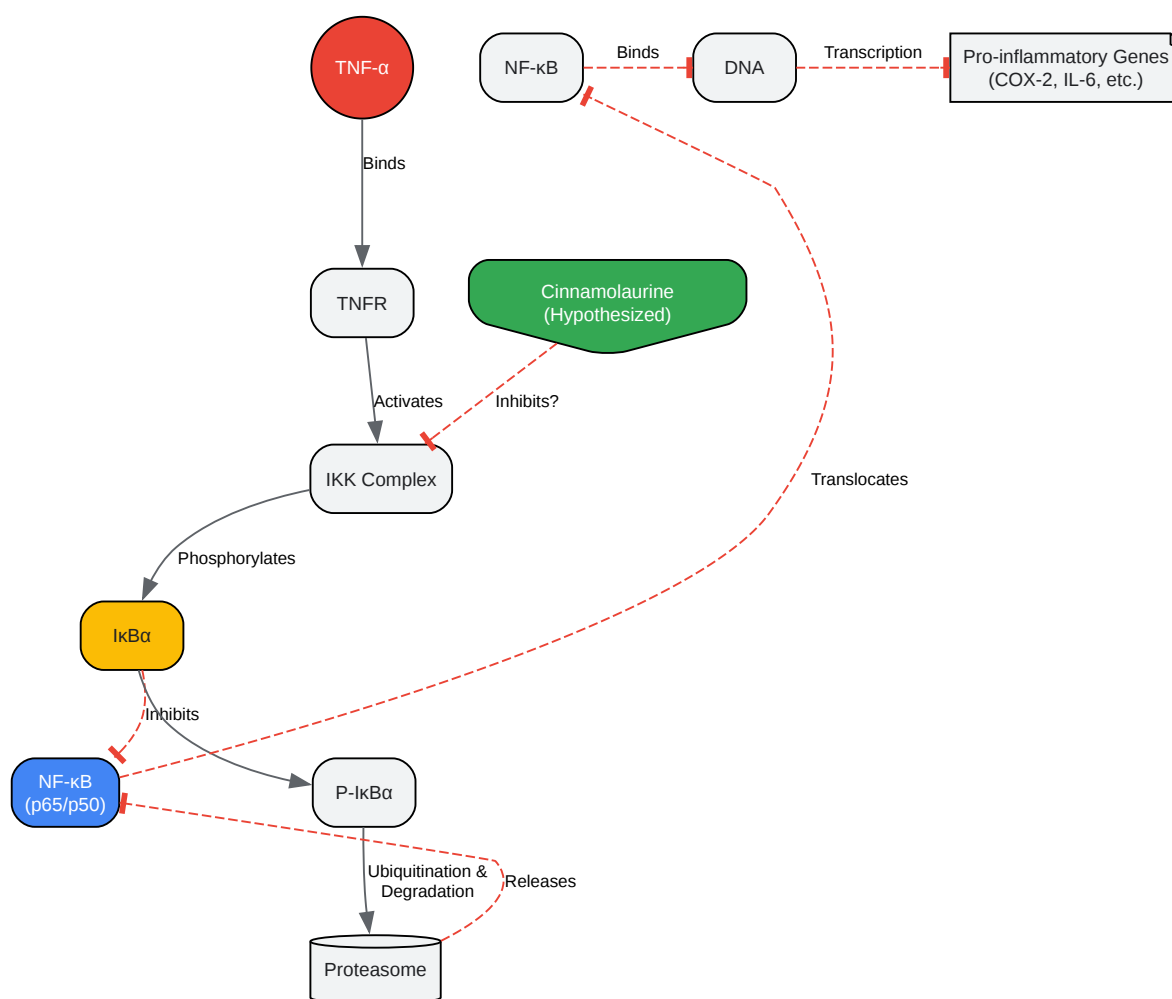 TNF-α
NF-κB
Binds
DNA
Transcription
Pro-inflammatory Genes
(COX-2, IL-6, etc.)
Binds
TNFR
Cinnamolaurine
(Hypothesized)
Activates
Inhibits?
IKK Complex
Translocates
Phosphorylates
IκBα
Inhibits
NF-κB
(p65/p50)
P-IκBα
Ubiquitination &
Degradation
Releases
Proteasome